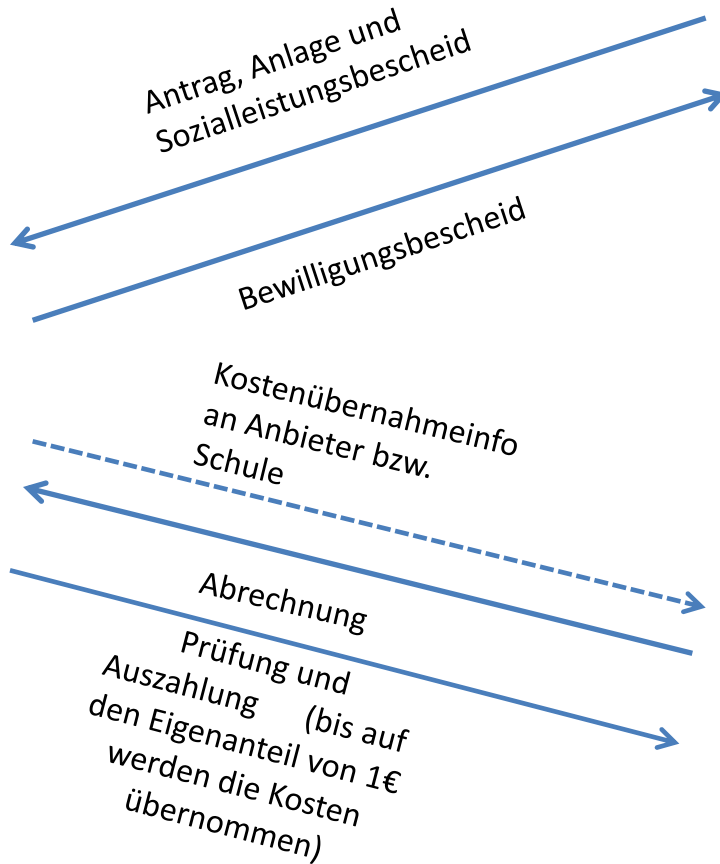 Antrag, Anlage und
Sozialleistungsbescheid
Bewilligungsbescheid
Kostenübernahmeinfo
an Anbieter bzw.
Schule
Abrechnung
Prüfung und
Auszahlung (bis auf
den Eigenanteil von 1€
werden die Kosten
übernommen)